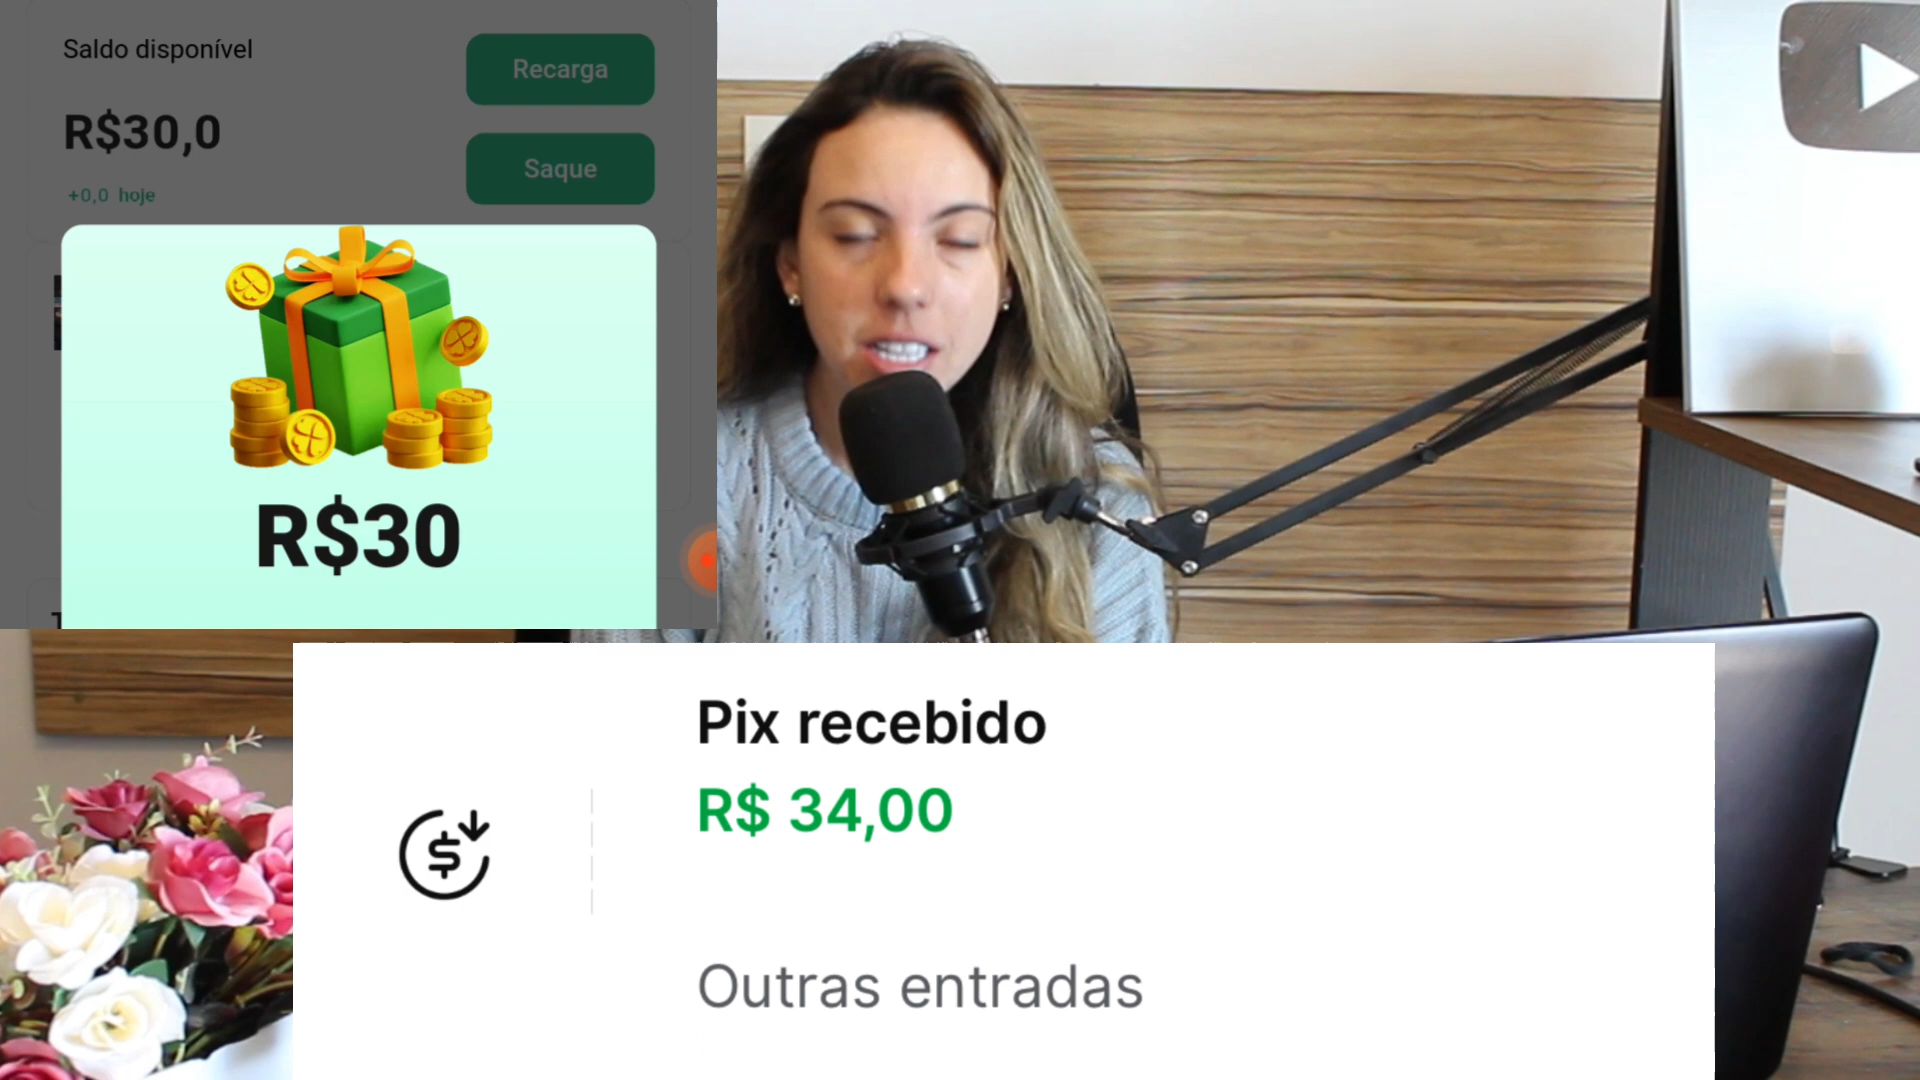 Saldo disponível
Recarga
R$30,0
Saque
+0,0 hoje
R$30
Pix recebido
R$ 34,00
Outras entradas